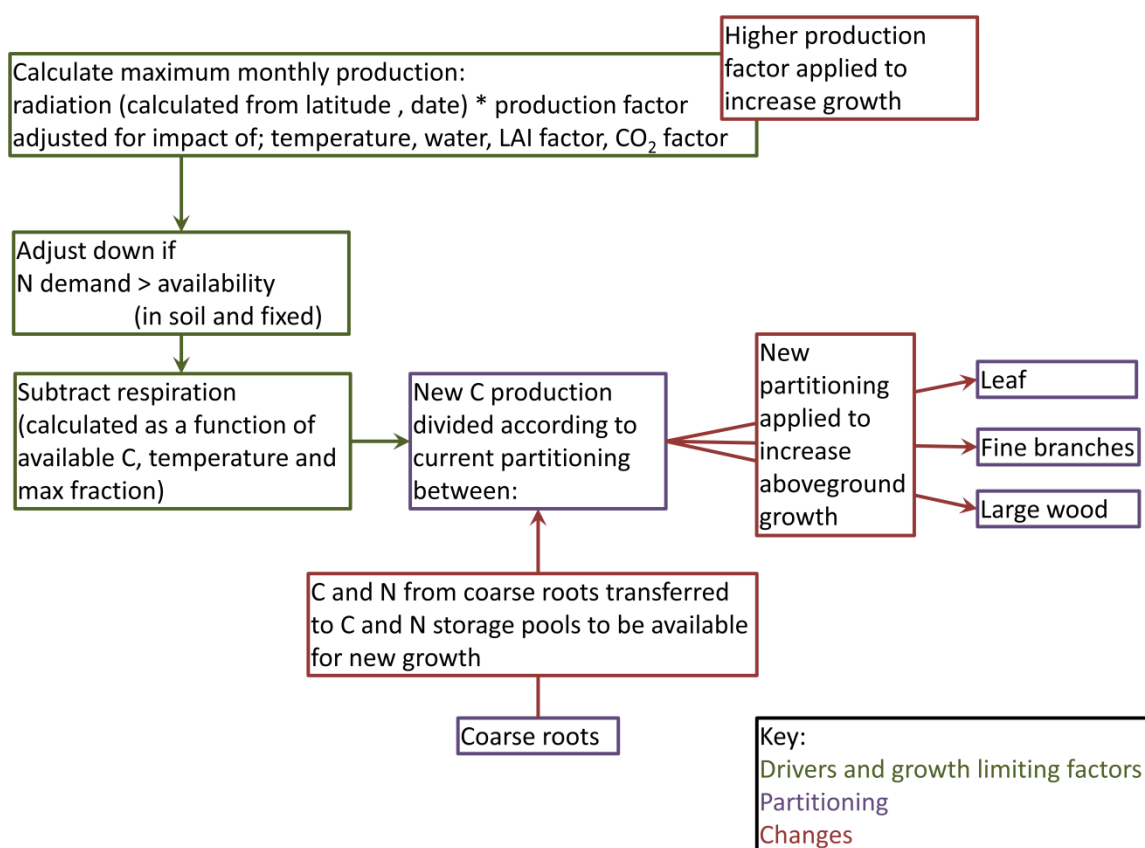 Higher production
factor applied to
increase growth
Calculate maximum monthly production:
radiation (calculated from latitude , date) * production factor
adjusted for impact of; temperature, water, LAI factor, CO₂ factor
Adjust down if
N demand > availability
(in soil and fixed)
Subtract respiration
(calculated as a function of
available C, temperature and
max fraction)
New C production
divided according to
current partitioning
between:
New
partitioning
applied to
increase
aboveground
growth
Leaf
Fine branches
Large wood
C and N from coarse roots transferred
to C and N storage pools to be available
for new growth
Coarse roots
Key:
Drivers and growth limiting factors
Partitioning
Changes